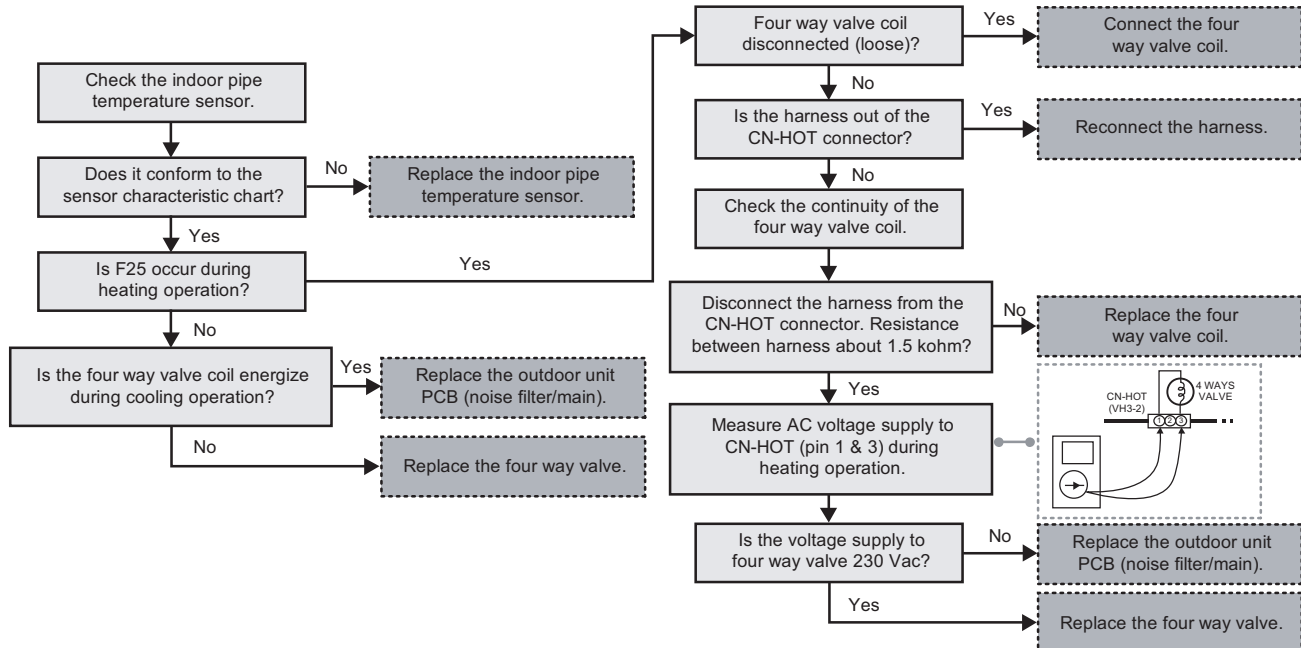 Check the indoor pipe
temperature sensor.
Does it conform to the
sensor characteristic chart?
No
Replace the indoor pipe
temperature sensor.
Yes
Is F25 occur during
heating operation?
Yes
No
Is the four way valve coil energize
during cooling operation?
Yes
Replace the outdoor unit
PCB (noise filter/main).
No
Replace the four way valve.
Four way valve coil
disconnected (loose)?
Yes
Connect the four
way valve coil.
No
Is the harness out of the
CN-HOT connector?
Yes
Reconnect the harness.
No
Check the continuity of the
four way valve coil.
Disconnect the harness from the
CN-HOT connector. Resistance
between harness about 1.5 kohm?
No
Replace the four
way valve coil.
Yes
Measure AC voltage supply to
CN-HOT (pin 1 & 3) during
heating operation.
CN-HOT
(VH3-2)
4 WAYS
VALVE
1 2 3
Is the voltage supply to
four way valve 230 Vac?
No
Replace the outdoor unit
PCB (noise filter/main).
Yes
Replace the four way valve.